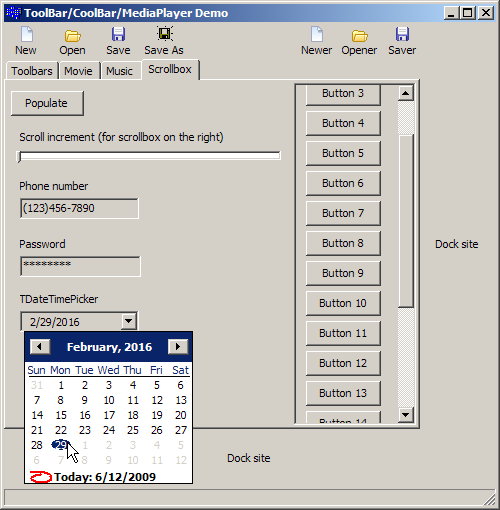 ToolBar/CoolBar/MediaPlayer Demo
New Open Save Save As Newer Opener Saver
Toolbars Movie Music Scrollbox
Populate
Scroll increment (for scrollbox on the right)
Phone number
(123)456-7890
Password
********
TDateTimePicker
2/29/2016
February, 2016
Sun Mon Tue Wed Thu Fri Sat
31 1 2 3 4 5 6
7 8 9 10 11 12 13
14 15 16 17 18 19 20
21 22 23 24 25 26 27
28 29 1 2 3 4 5
6 7 8 9 10 11 12
Today: 6/12/2009
Button 3
Button 4
Button 5
Button 6
Button 7
Button 8
Button 9
Button 10
Button 11
Button 12
Button 13
Button 14
Dock site
Dock site